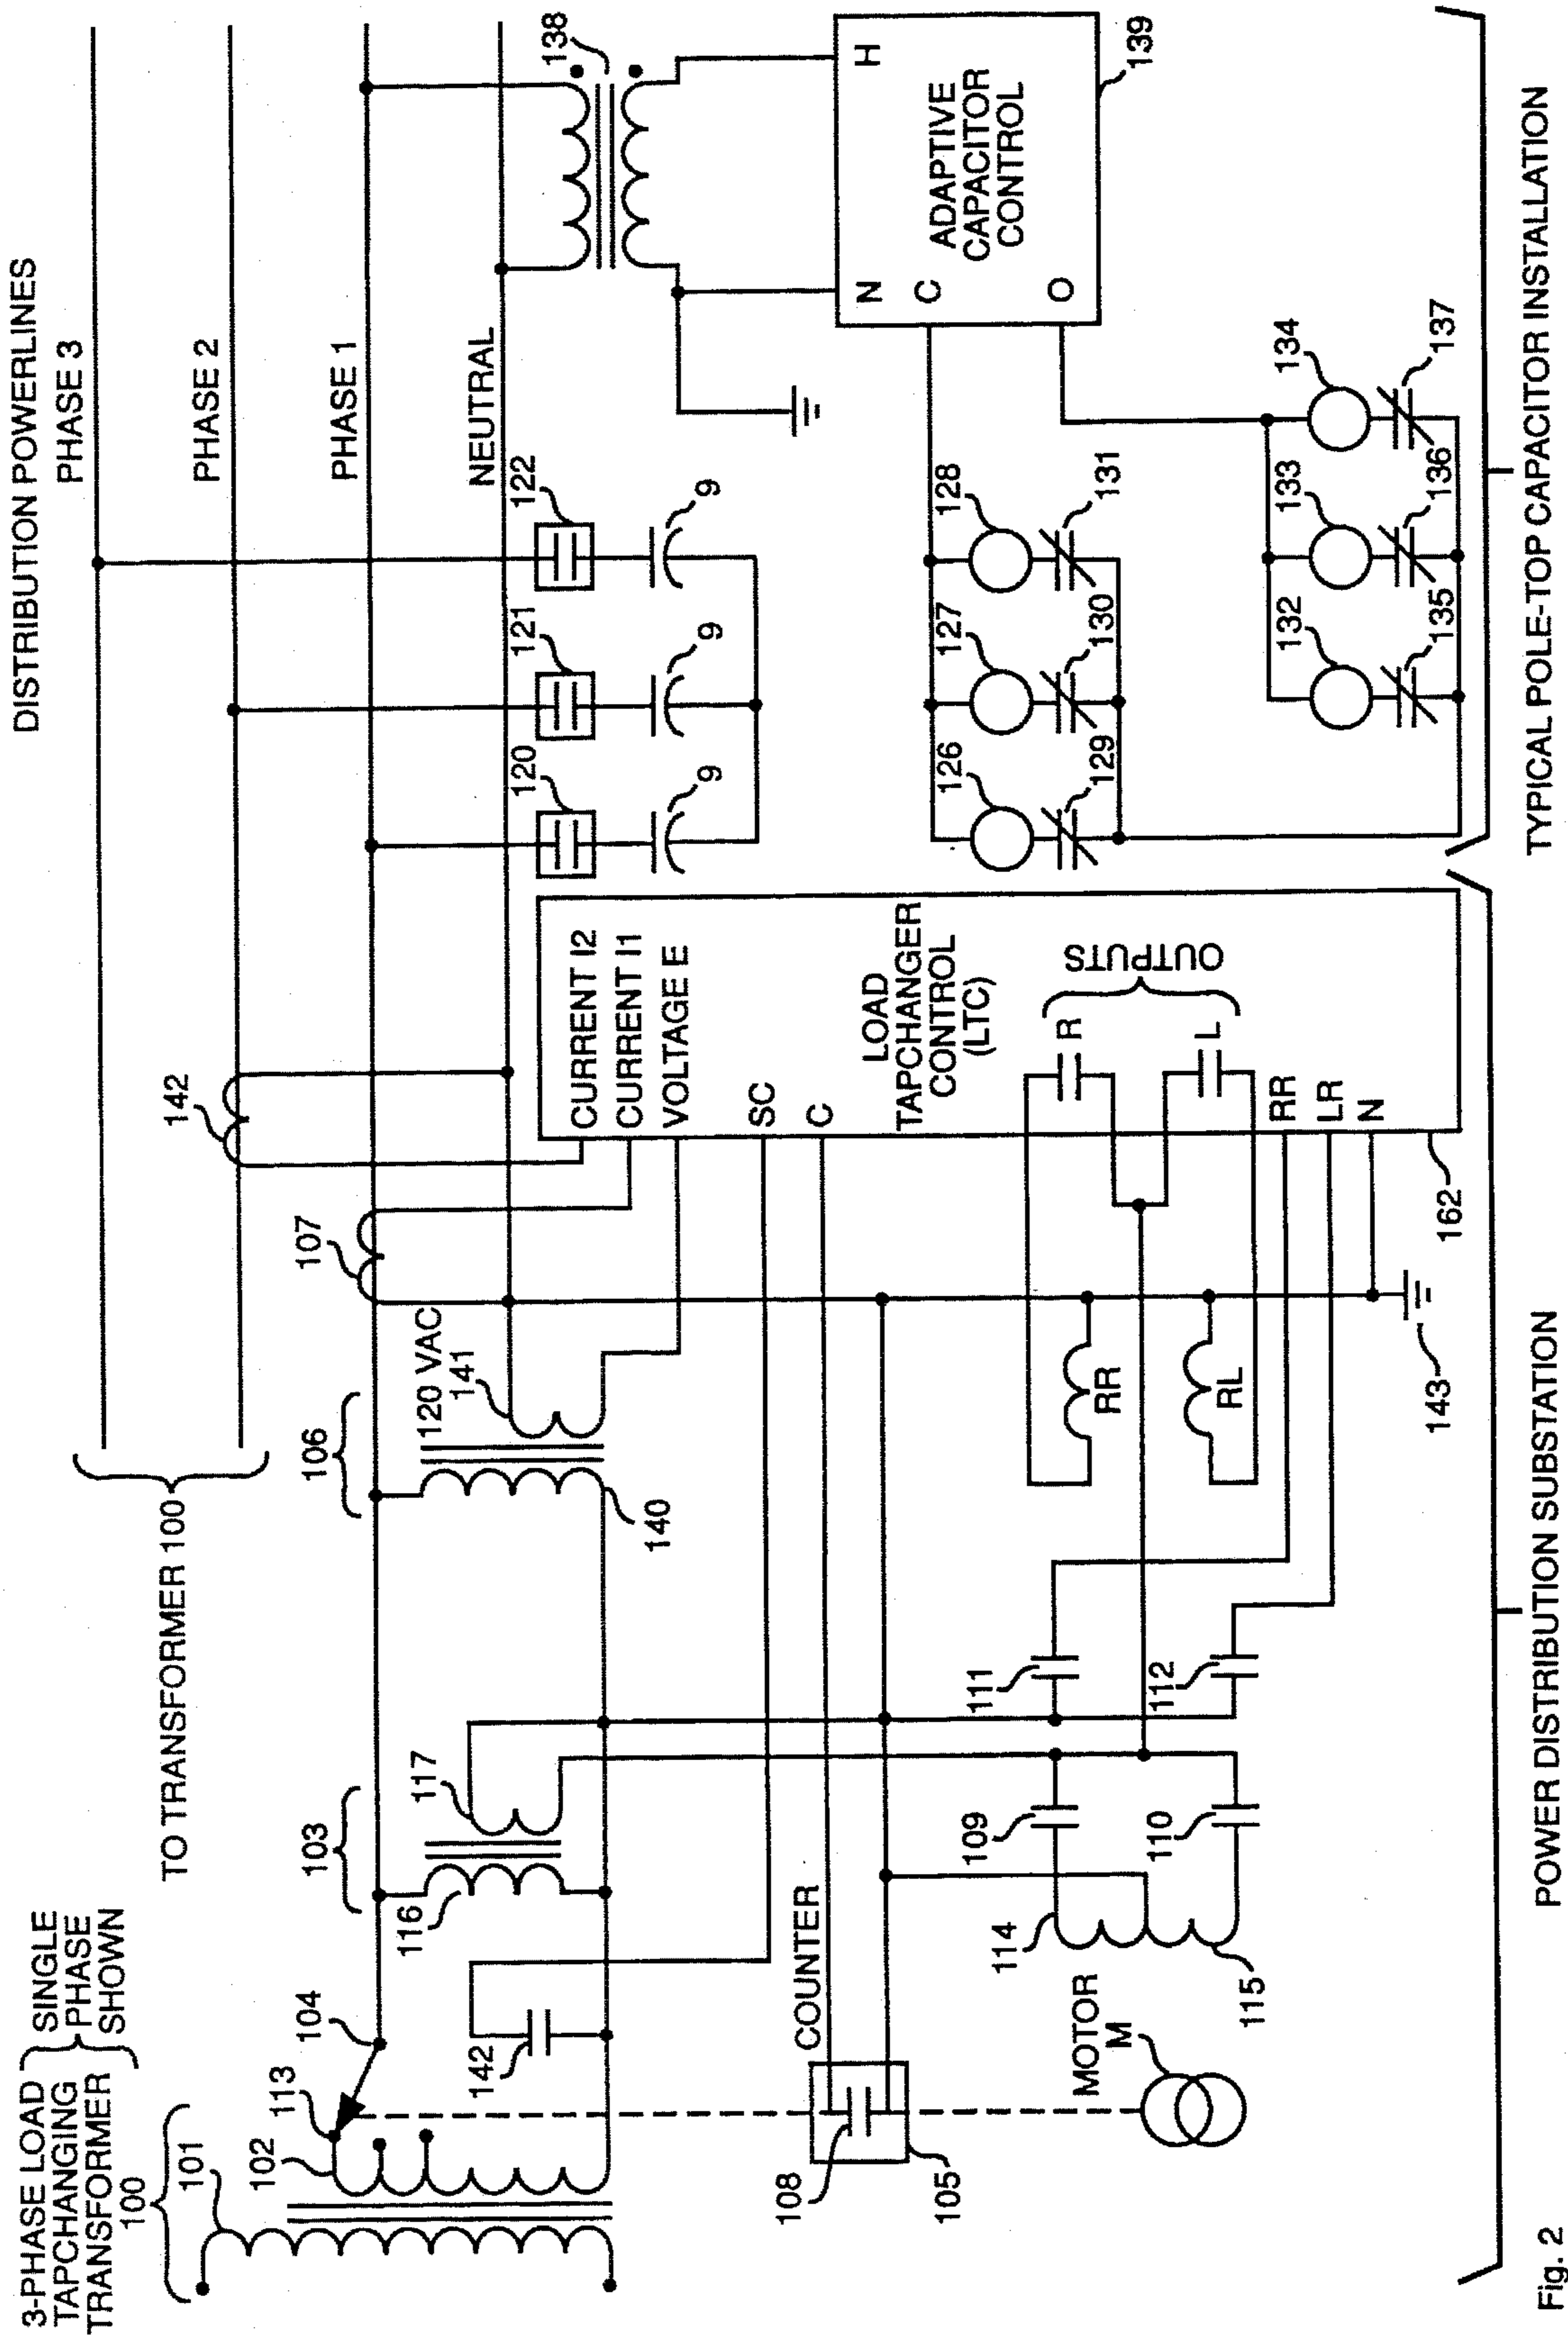 DISTRIBUTION POWERLINES
PHASE 3
PHASE 2
PHASE 1
NEUTRAL
3-PHASE LOAD
TAPCHANGING
TRANSFORMER
100
SINGLE
PHASE
SHOWN
TO TRANSFORMER 100
101
102
113
104
142
103
116
117
106
120 VAC
141
140
107
142
COUNTER
108
105
MOTOR
M
114
115
109
110
111
112
RR
RL
143
CURRENT I2
CURRENT I1
VOLTAGE E
SC
C
LOAD
TAPCHANGER
CONTROL
(LTC)
R
L
OUTPUTS
RR
LR
N
162
120
121
122
9
9
9
138
H
N
C
O
ADAPTIVE
CAPACITOR
CONTROL
139
126
127
128
129
130
131
132
133
134
135
136
137
POWER DISTRIBUTION SUBSTATION
TYPICAL POLE-TOP CAPACITOR INSTALLATION
Fig. 2